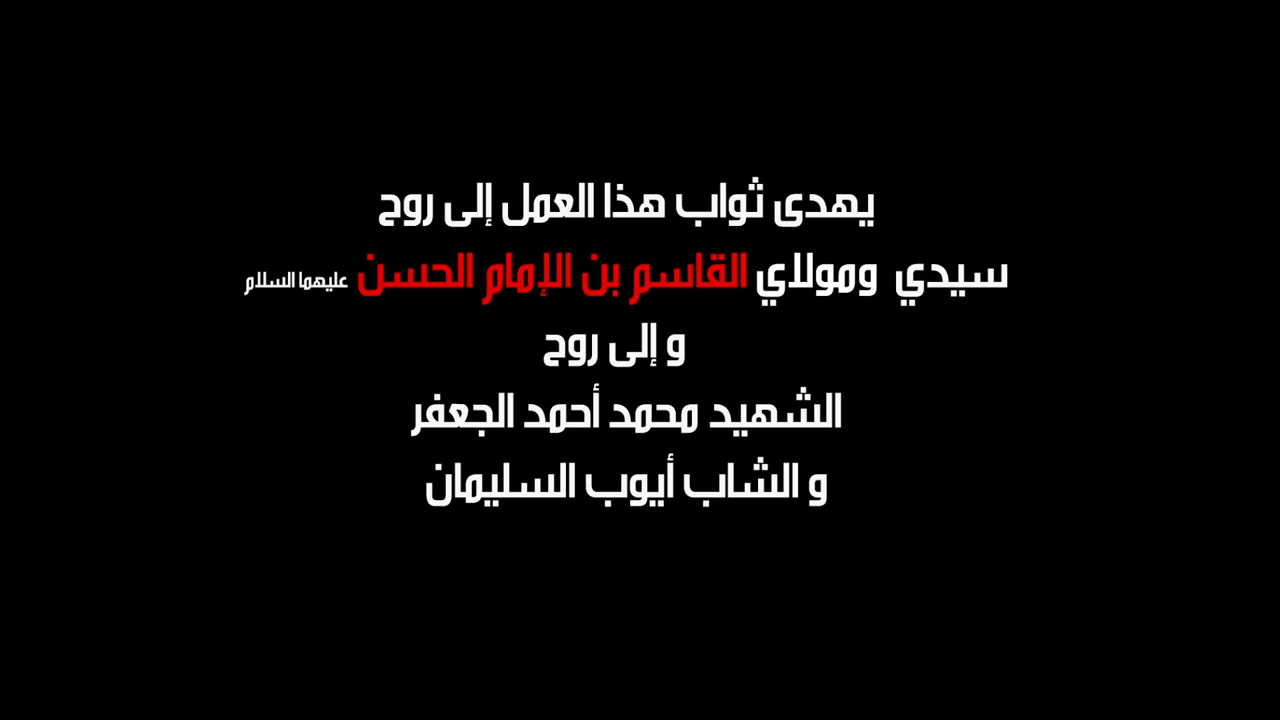 يهدى ثواب هذا العمل إلى روح
سيدي ومولاي القاسم بن الإمام الحسن عليهما السلام
و إلى روح
الشهيد محمد أحمد الجعفر
و الشاب أيوب السليمان